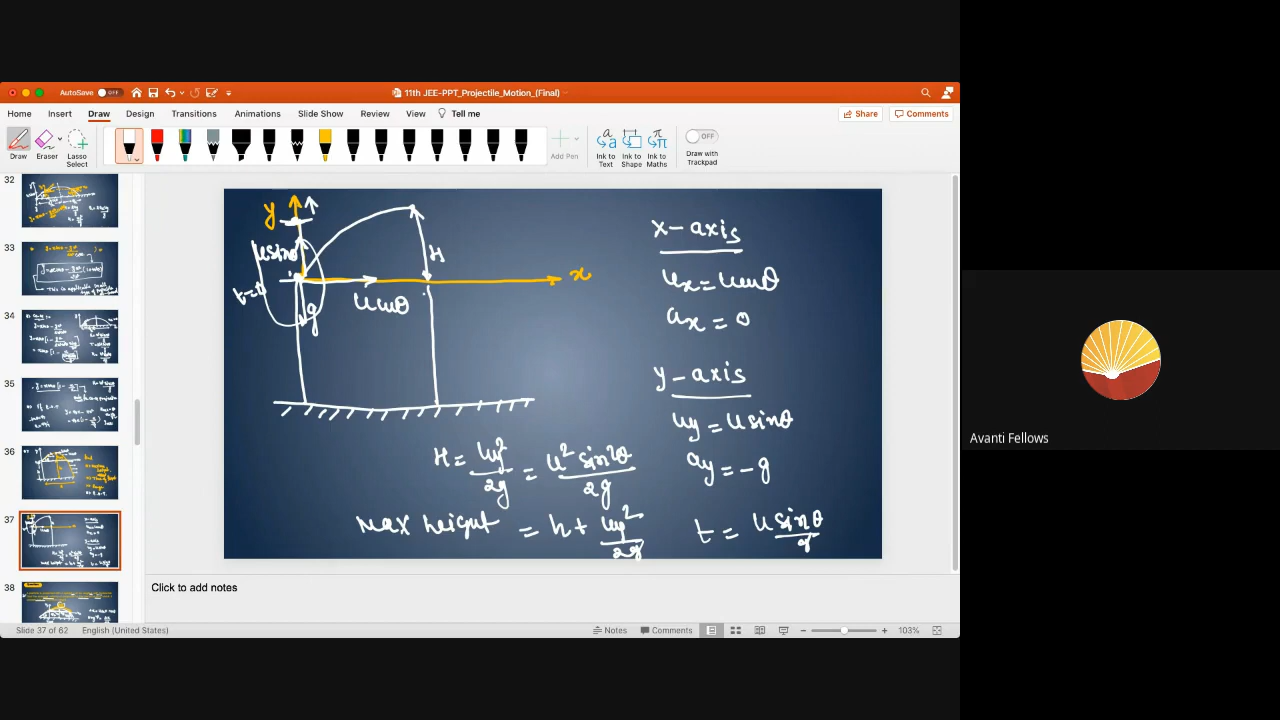 AutoSave OFF
11th JEE-PPT_Projectile_Motion_(Final)
Home Insert Draw Design Transitions Animations Slide Show Review View Tell me Share Comments
Draw Eraser Lasso Select Add Pen Ink to Text Ink to Shape Ink to Maths OFF Draw with Trackpad
32
33
34
35
36
37
38
y
x
u sinθ
t=0
g
u cosθ
H
x-axis
ux = u cosθ
ax = 0
y-axis
uy = u sinθ
ay = -g
H = uy²/2g = u² sin²θ/2g
Max height = h + uy²/2g
t = u sinθ/g
Click to add notes
Slide 37 of 62 English (United States) Notes Comments 103%
Avanti Fellows